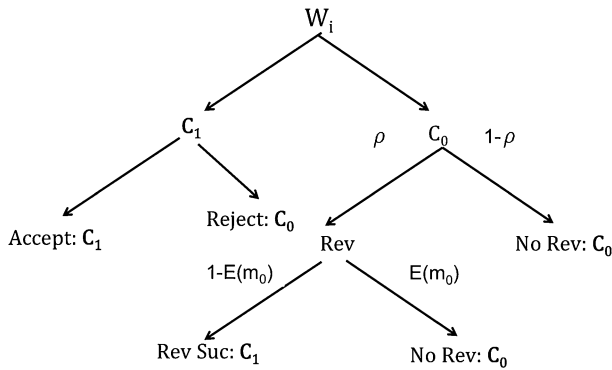 W_i
C_1
ρ
C_0
1-ρ
Accept: C_1
Reject: C_0
Rev
No Rev: C_0
1-E(m_0)
E(m_0)
Rev Suc: C_1
No Rev: C_0